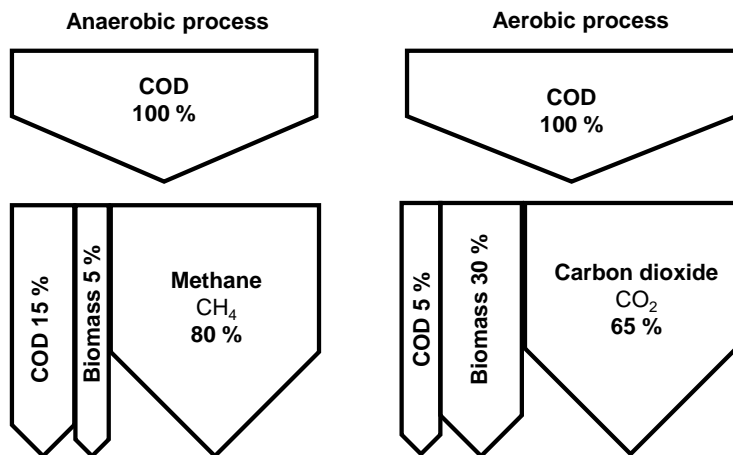 Anaerobic process
COD
100 %
COD 15 %
Biomass 5 %
Methane
CH₄
80 %
Aerobic process
COD
100 %
COD 5 %
Biomass 30 %
Carbon dioxide
CO₂
65 %